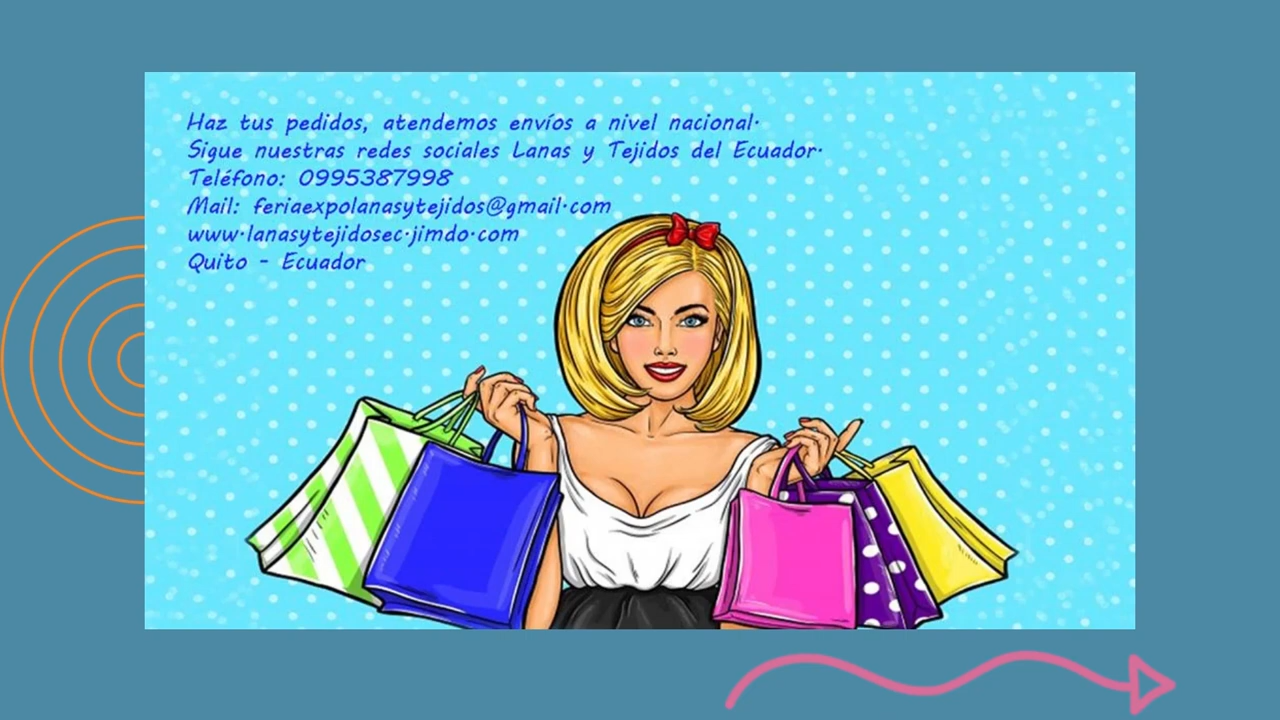 Haz tus pedidos, atendemos envíos a nivel nacional.
Sigue nuestras redes sociales Lanas y Tejidos del Ecuador.
Teléfono: 0995387998
Mail: feriaexpolanasytejidos@gmail.com
www.lanasytejidosec.jimdo.com
Quito - Ecuador